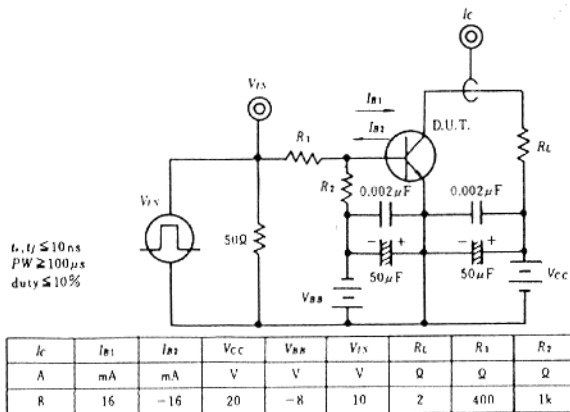 IC
VIN
IB1
IB2
D.U.T.
R1
R2
RL
VIN
50Ω
0.002μF
0.002μF
− +
− +
50μF
50μF
VBB
VCC
tr, tf ≦ 10ns
PW ≧ 100μs
duty ≦ 10%
IC IB1 IB2 VCC VBB VIN RL R1 R2
A mA mA V V V Ω Ω Ω
8 16 −16 20 −8 10 2 400 1k